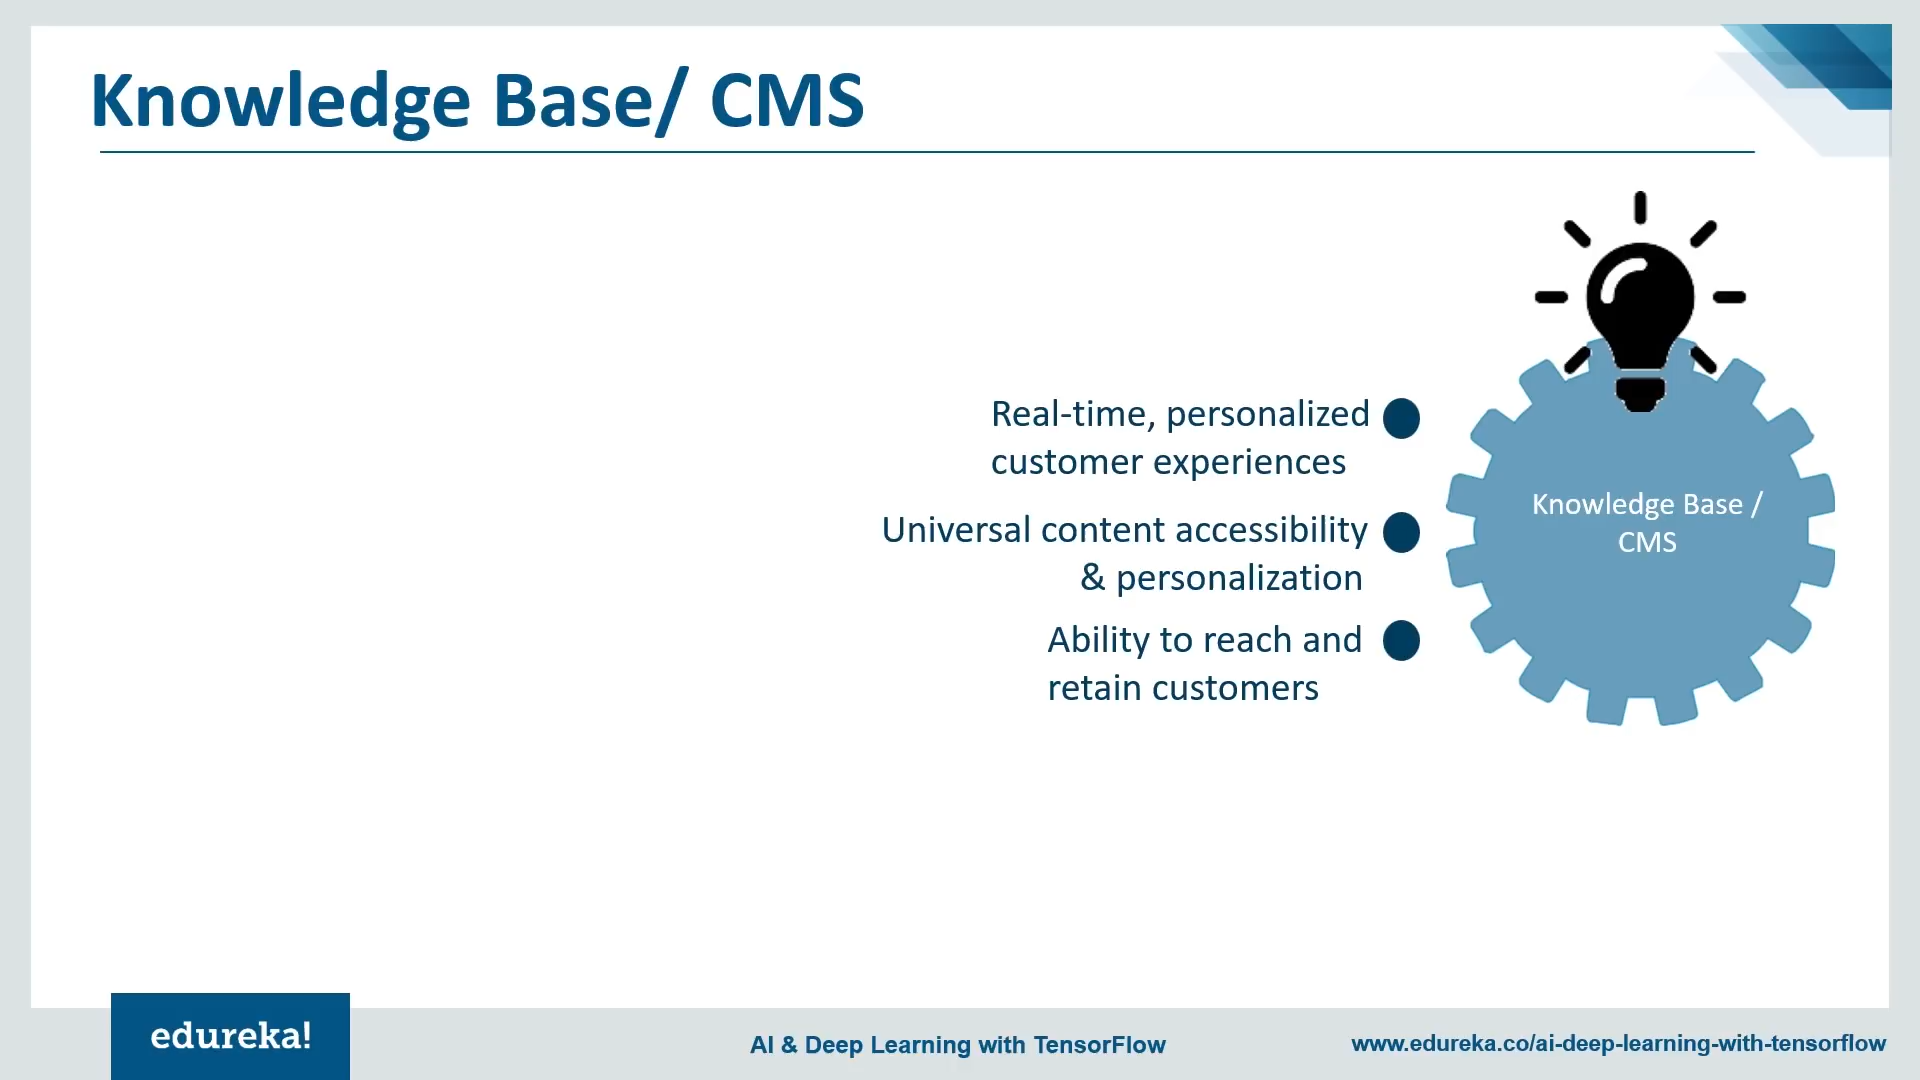 Knowledge Base/ CMS
Real-time, personalized
customer experiences
Universal content accessibility
& personalization
Ability to reach and
retain customers
Knowledge Base /
CMS
edureka!
AI & Deep Learning with TensorFlow
www.edureka.co/ai-deep-learning-with-tensorflow